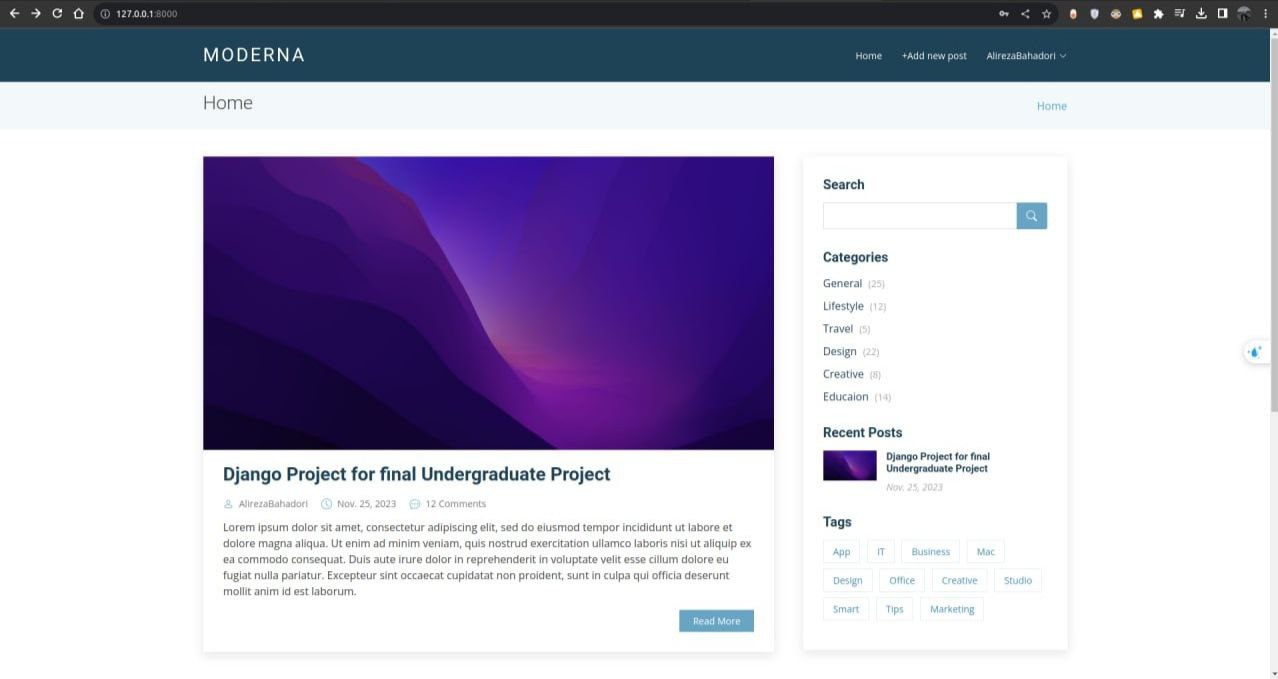 127.0.0.1:8000
MODERNA
Home
+Add new post
AlirezaBahadori
Home
Home
Django Project for final Undergraduate Project
AlirezaBahadori Nov. 25, 2023 12 Comments
Lorem ipsum dolor sit amet, consectetur adipiscing elit, sed do eiusmod tempor incididunt ut labore et
dolore magna aliqua. Ut enim ad minim veniam, quis nostrud exercitation ullamco laboris nisi ut aliquip ex
ea commodo consequat. Duis aute irure dolor in reprehenderit in voluptate velit esse cillum dolore eu
fugiat nulla pariatur. Excepteur sint occaecat cupidatat non proident, sunt in culpa qui officia deserunt
mollit anim id est laborum.
Read More
Search
Categories
General (25)
Lifestyle (12)
Travel (5)
Design (22)
Creative (8)
Educaion (14)
Recent Posts
Django Project for final
Undergraduate Project
Nov. 25, 2023
Tags
App IT Business Mac
Design Office Creative Studio
Smart Tips Marketing